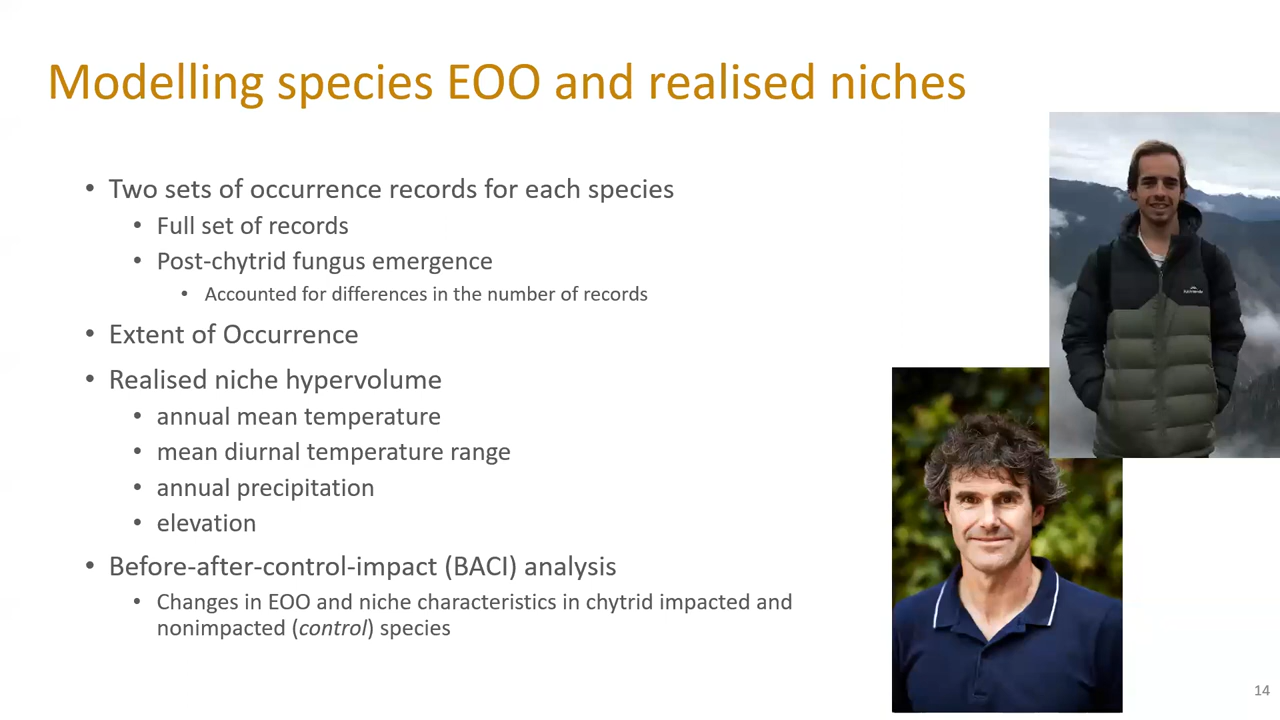 Modelling species EOO and realised niches
• Two sets of occurrence records for each species
• Full set of records
• Post-chytrid fungus emergence
• Accounted for differences in the number of records
• Extent of Occurrence
• Realised niche hypervolume
• annual mean temperature
• mean diurnal temperature range
• annual precipitation
• elevation
• Before-after-control-impact (BACI) analysis
• Changes in EOO and niche characteristics in chytrid impacted and
nonimpacted (control) species
14